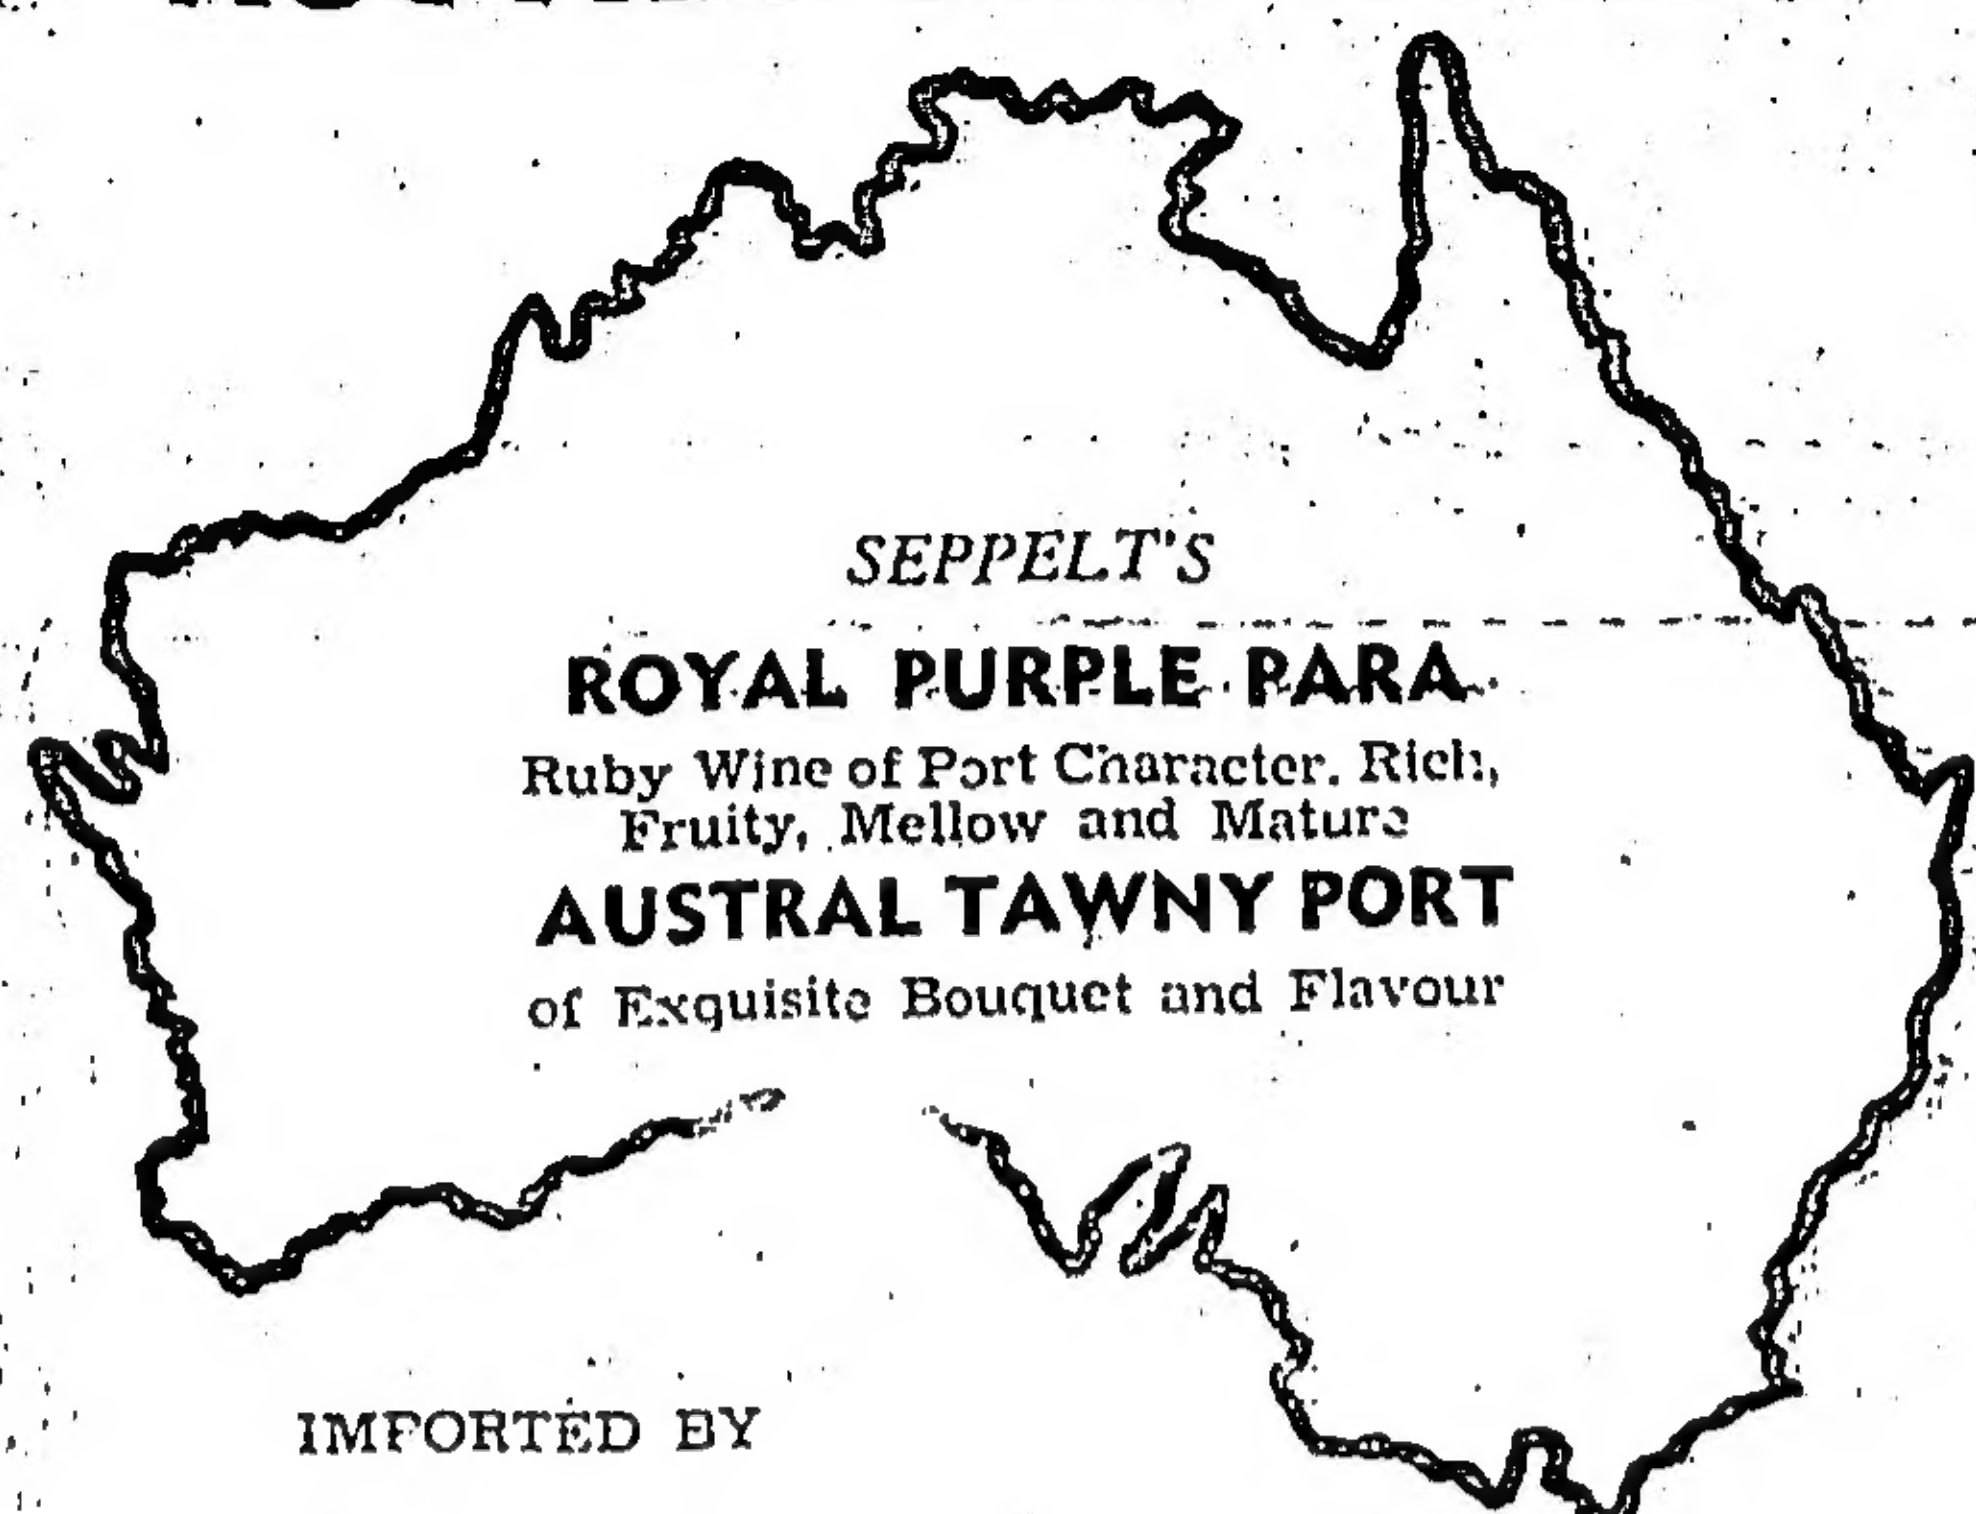 SEPPELT'S
ROYAL PURPLE PARA
Ruby Wine of Port Character. Rich,
Fruity, Mellow and Mature
AUSTRAL TAWNY PORT
of Exquisite Bouquet and Flavour
IMPORTED BY